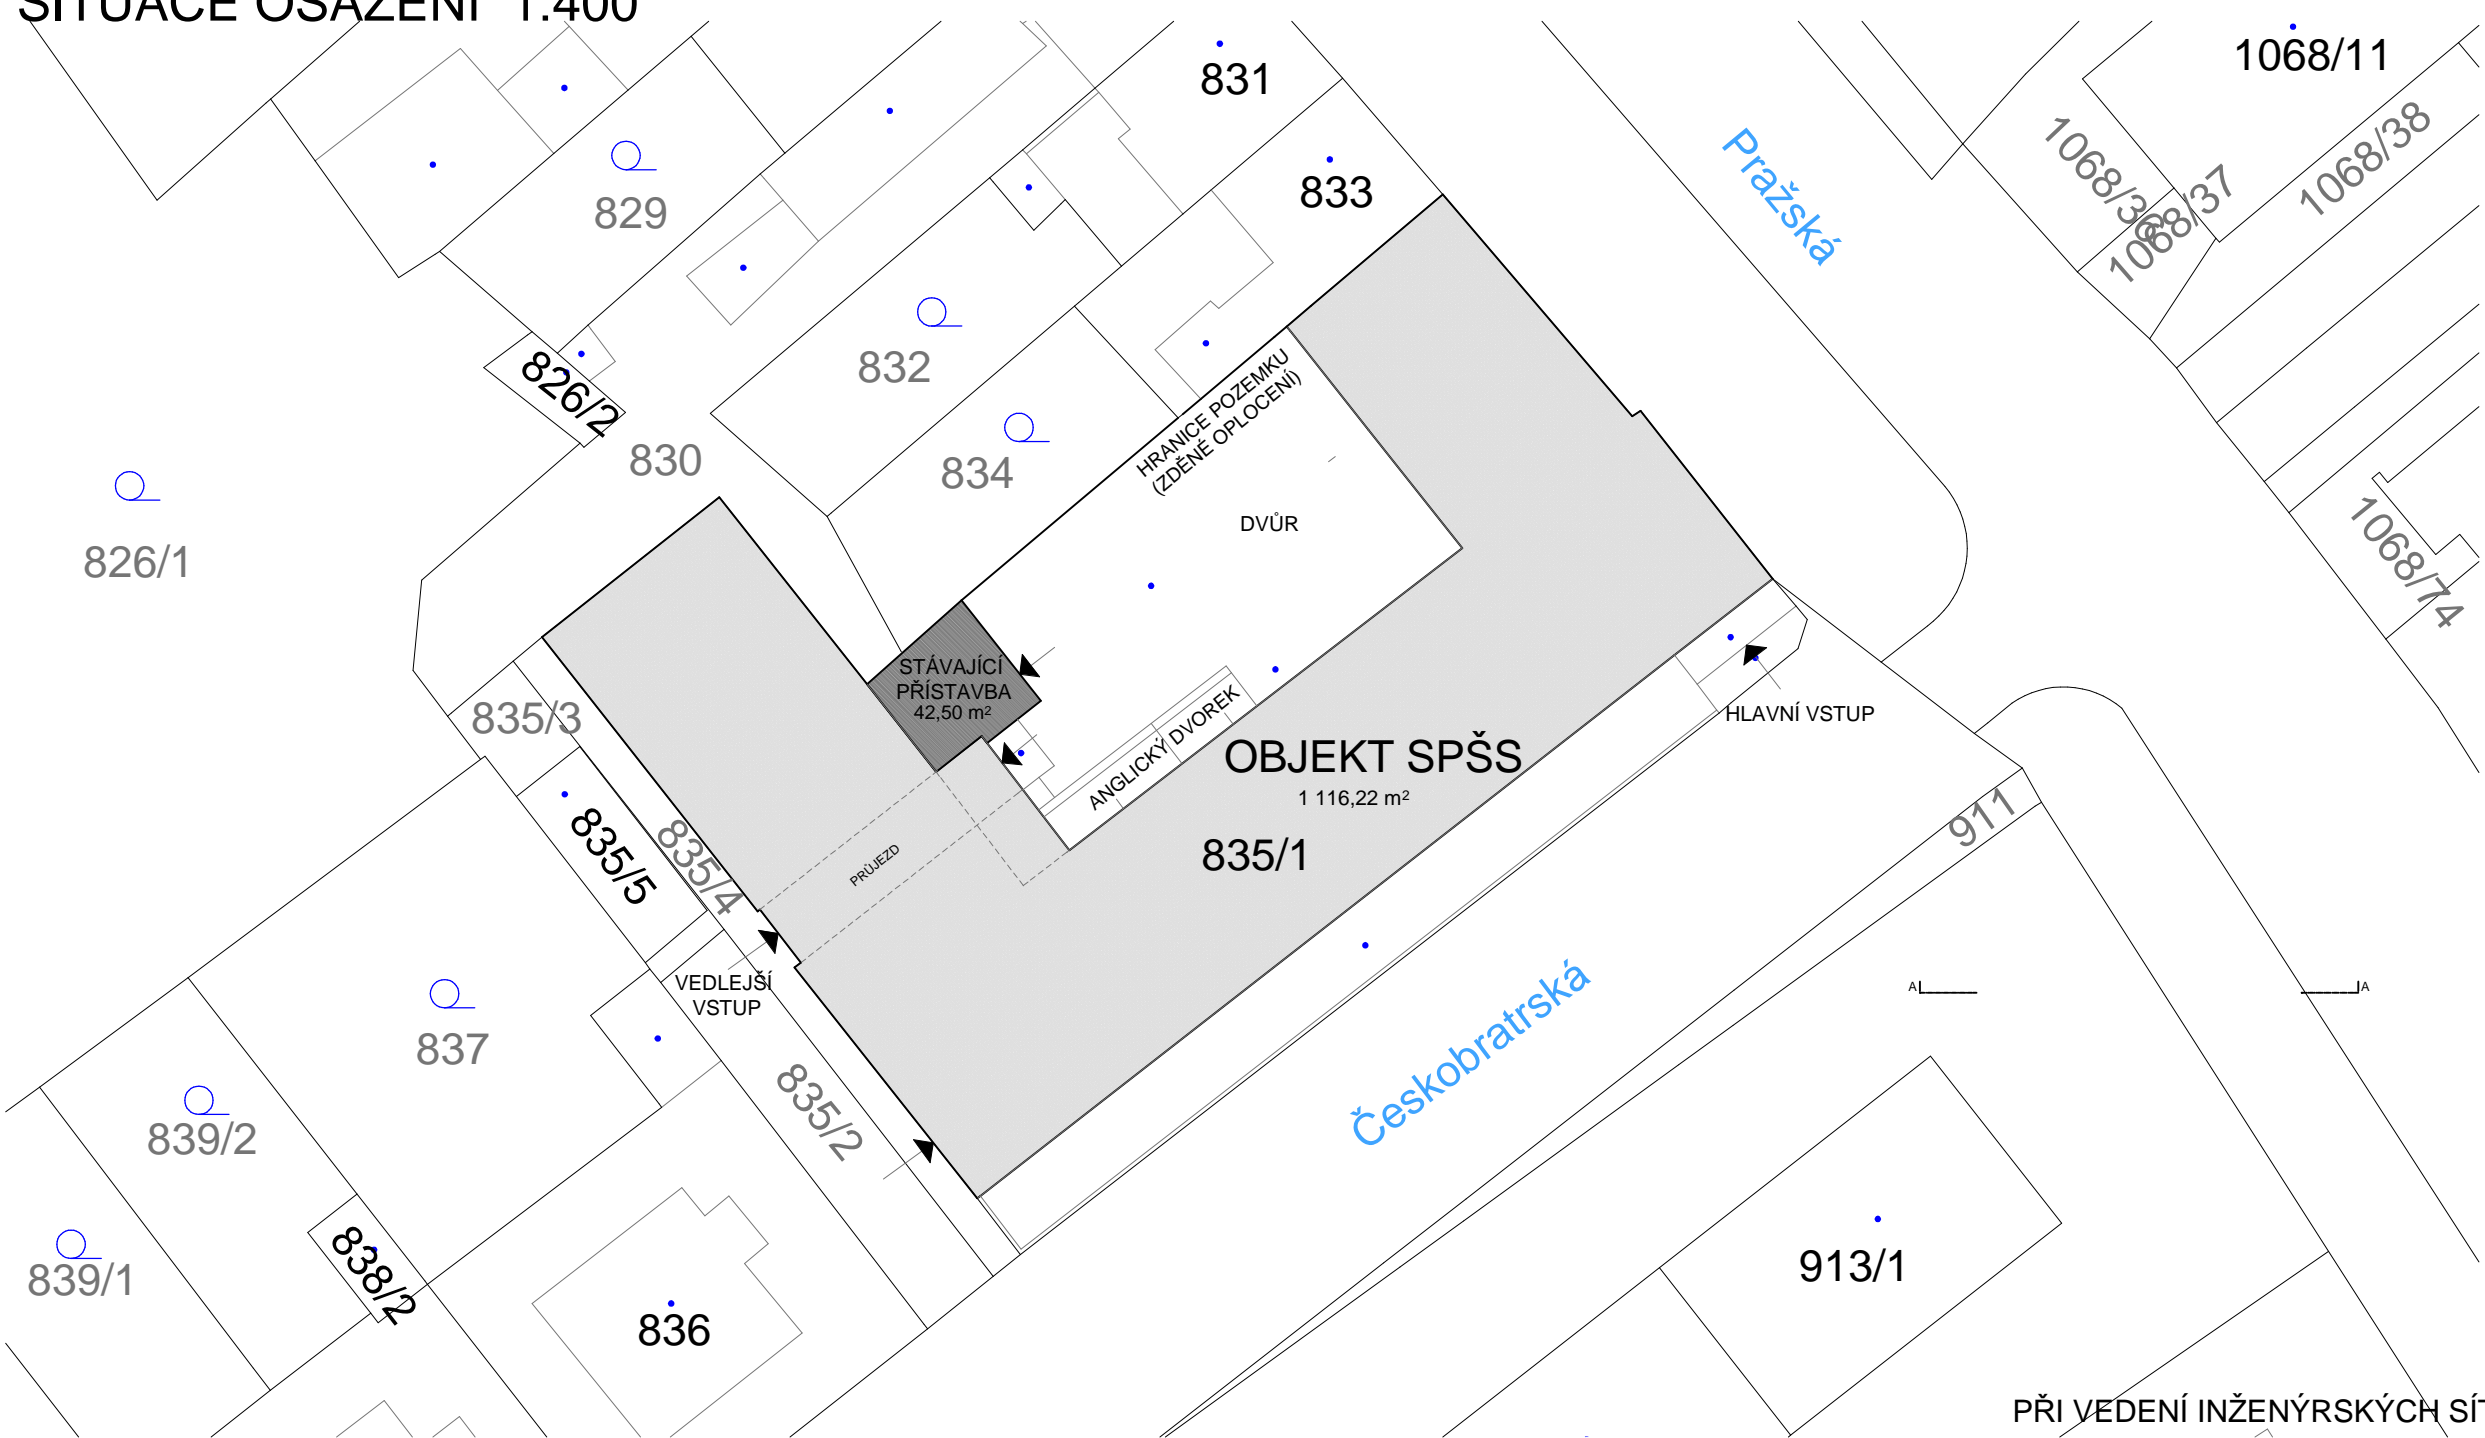 SITUACE OSAZENÍ 1:400
831
1068/11
833
Pražská
1068/36
1068/37
1068/38
829
826/2
832
830
834
HRANICE POZEMKU
(ZDĚNÉ OPLOCENÍ)
DVŮR
826/1
1068/74
STÁVAJÍCÍ
PŘÍSTAVBA
42,50 m²
835/3
ANGLICKÝ DVOREK
HLAVNÍ VSTUP
OBJEKT SPŠS
1 116,22 m²
835/1
911
835/5
835/4
PRŮJEZD
VEDLEJŠÍ
VSTUP
Českobratrská
A
A
837
839/2
835/2
839/1
838/2
836
913/1
PŘI VEDENÍ INŽENÝRSKÝCH SÍT